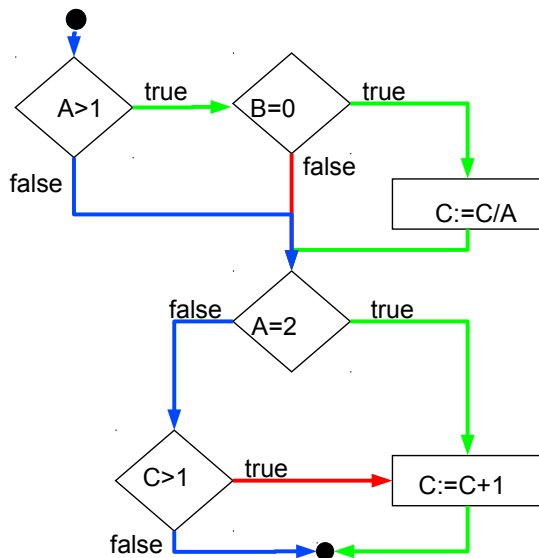 A>1
true
B=0
true
false
false
C:=C/A
false
A=2
true
C>1
true
C:=C+1
false